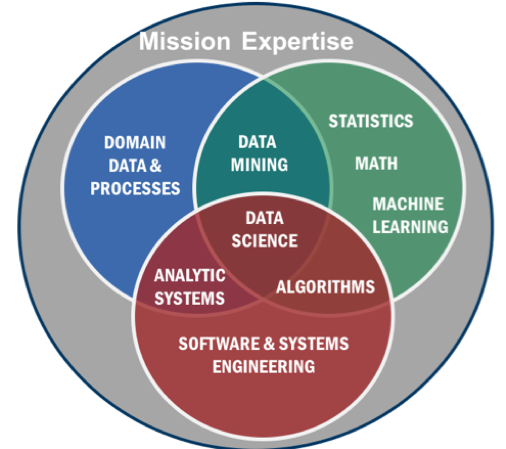 Mission Expertise
DOMAIN
DATA &
PROCESSES
DATA
MINING
STATISTICS
MATH
MACHINE
LEARNING
DATA
SCIENCE
ANALYTIC
SYSTEMS
ALGORITHMS
SOFTWARE & SYSTEMS
ENGINEERING